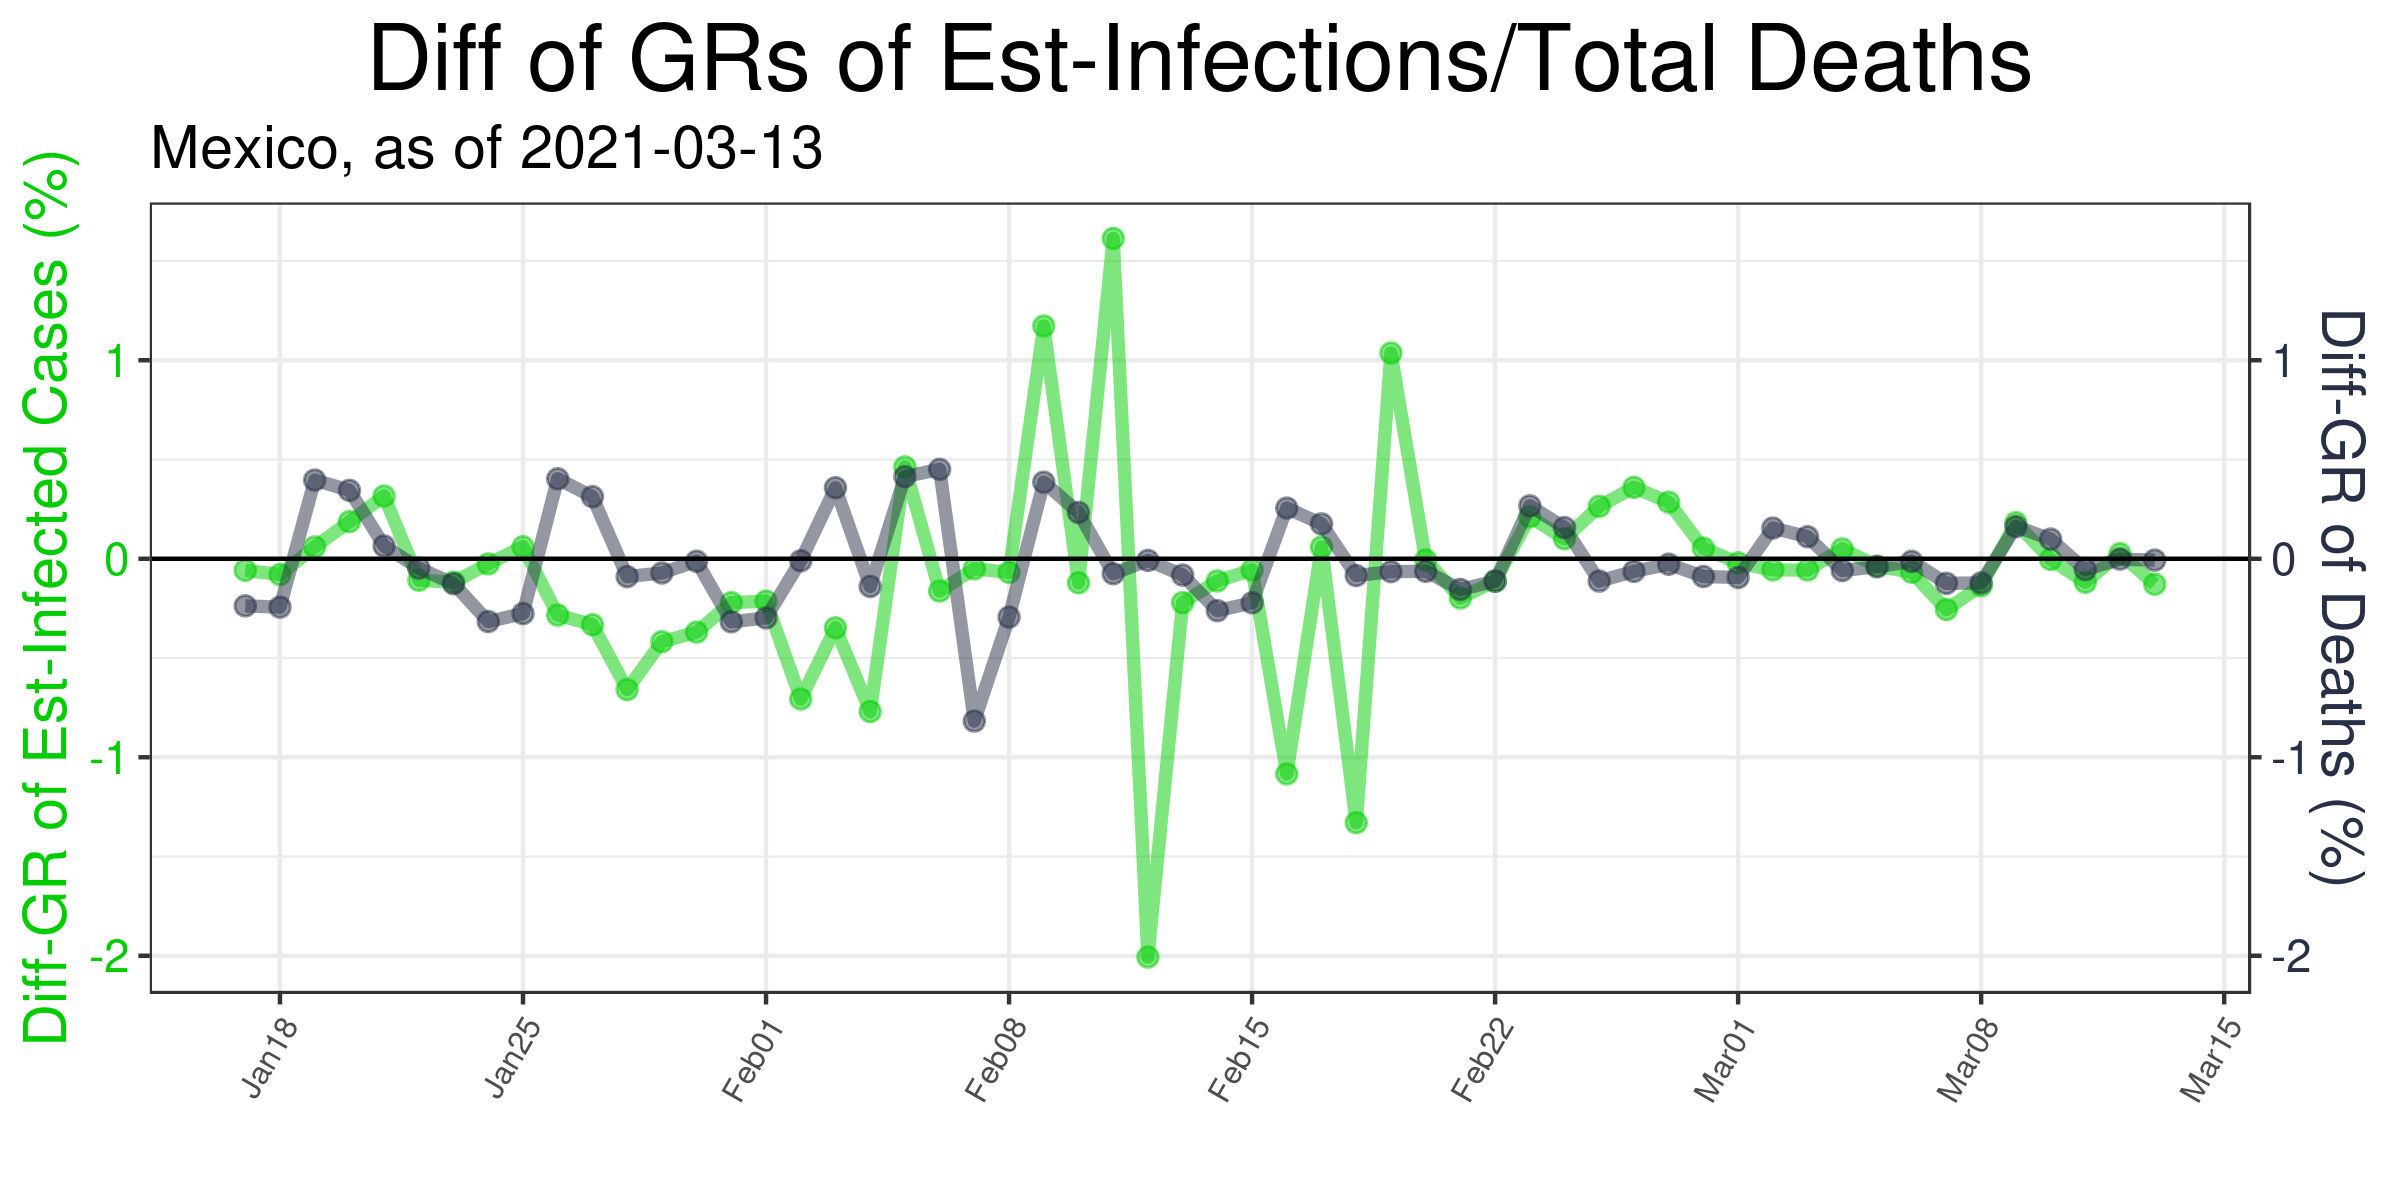 Diff of GRs of Est-Infections/Total Deaths
Mexico, as of 2021-03-13
Diff-GR of Est-Infected Cases (%)
1
0
-1
-2
1
0
-1
-2
Diff-GR of Deaths (%)
Jan18
Jan25
Feb01
Feb08
Feb15
Feb22
Mar01
Mar08
Mar15